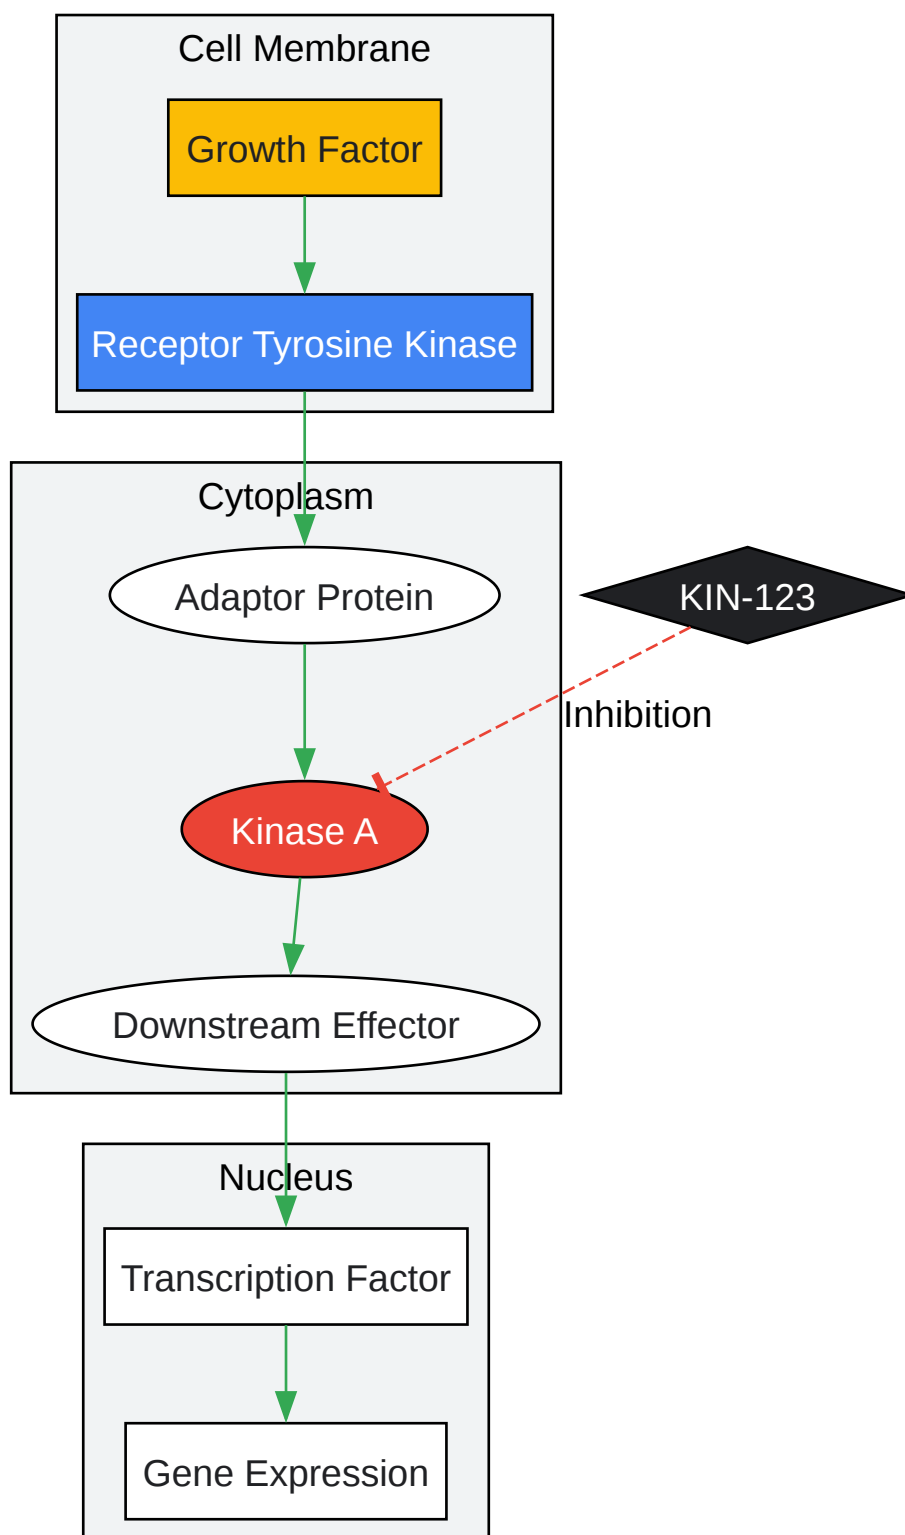 Cell Membrane
Growth Factor
Receptor Tyrosine Kinase
Cytoplasm
Adaptor Protein
KIN-123
Inhibition
Kinase A
Downstream Effector
Nucleus
Transcription Factor
Gene Expression